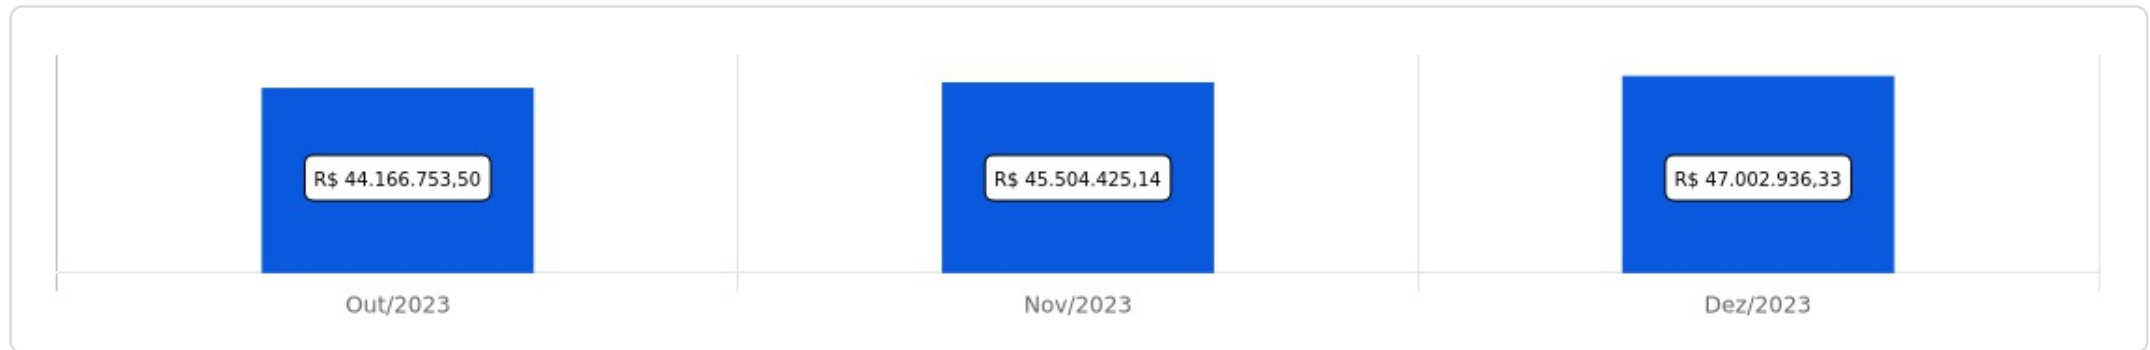 R$ 44.166.753,50
R$ 45.504.425,14
R$ 47.002.936,33
Out/2023
Nov/2023
Dez/2023